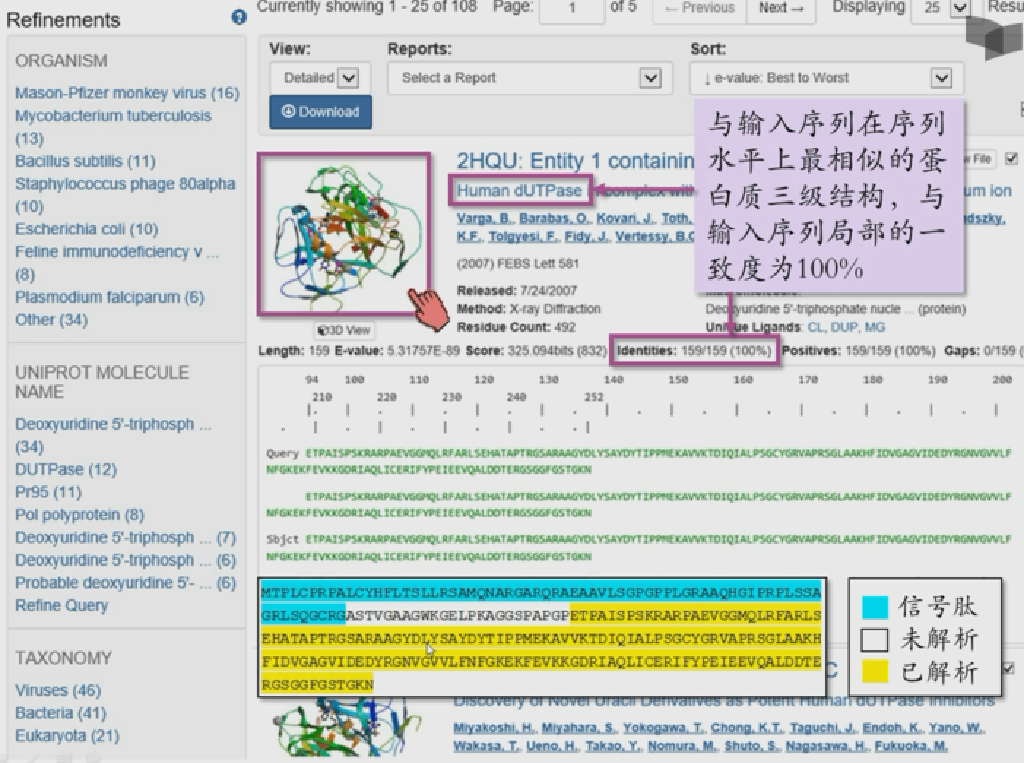 Refinements
Currently showing 1 - 25 of 108 Page: 1 of 5 ← Previous Next → Displaying 25
ORGANISM
Mason-Pfizer monkey virus (16)
Mycobacterium tuberculosis
(13)
Bacillus subtilis (11)
Staphylococcus phage 80alpha
(10)
Escherichia coli (10)
Feline immunodeficiency v ...
(8)
Plasmodium falciparum (6)
Other (34)
UNIPROT MOLECULE
NAME
Deoxyuridine 5'-triphosph ...
(34)
DUTPase (12)
Pr95 (11)
Pol polyprotein (8)
Deoxyuridine 5'-triphosph ... (7)
Deoxyuridine 5'-triphosph ... (6)
Probable deoxyuridine 5'- ... (6)
Refine Query
TAXONOMY
Viruses (46)
Bacteria (41)
Eukaryota (21)
View: Reports: Sort:
Detailed Select a Report ↓ e-value: Best to Worst
Download
与输入序列在序列
水平上最相似的蛋
白质三级结构，与
输入序列局部的一
致度为100%
2HQU: Entity 1 containin
Human dUTPase complex with um ion
Varga, B., Barabas, O., Kovari, J., Toth,
K.F., Tolgyesi, F., Fidy, J., Vertessy, B.G
(2007) FEBS Lett 581
Released: 7/24/2007
Method: X-ray Diffraction
Residue Count: 492
Deoxyuridine 5'-triphosphate nucle ... (protein)
Unique Ligands: CL, DUP, MG
3D View
Length: 159 E-value: 5.31757E-89 Score: 325.094bits (832) Identities: 159/159 (100%) Positives: 159/159 (100%) Gaps: 0/159
94 100 110 120 130 140 150 160 170 180 190 200
210 220 230 240 252
Query ETPAISPSKRARPAEVGGMQLRFARLSEHATAPTRGSARAAGYDLYSAYDYTIPPMEKAVVKTDIQIALPSGCYGRVAPRSGLAAKHFIDVGAGVIDEDYRGNVGVVLF
NFGKEKFEVKKGDRIAQLICERIFYPEIEEVQALDDTERGSGGFGSTGKN
ETPAISPSKRARPAEVGGMQLRFARLSEHATAPTRGSARAAGYDLYSAYDYTIPPMEKAVVKTDIQIALPSGCYGRVAPRSGLAAKHFIDVGAGVIDEDYRGNVGVVLF
NFGKEKFEVKKGDRIAQLICERIFYPEIEEVQALDDTERGSGGFGSTGKN
Sbjct ETPAISPSKRARPAEVGGMQLRFARLSEHATAPTRGSARAAGYDLYSAYDYTIPPMEKAVVKTDIQIALPSGCYGRVAPRSGLAAKHFIDVGAGVIDEDYRGNVGVVLF
NFGKEKFEVKKGDRIAQLICERIFYPEIEEVQALDDTERGSGGFGSTGKN
MTPLCPRPALCYHFLTSLLRSAMQNARGARQRAEAAVLSGPGPPLGRAAQHGIPRPLSSA
GRLSQGCRGASTVGAAGWKGELPKAGGSPAPGPETPAISPSKRARPAEVGGMQLRFARLS
EHATAPTRGSARAAGYDLYSAYDYTIPPMEKAVVKTDIQIALPSGCYGRVAPRSGLAAKH
FIDVGAGVIDEDYRGNVGVVLFNFGKEKFEVKKGDRIAQLICERIFYPEIEEVQALDDTE
RGSGGFGSTGKN
信号肽
未解析
已解析
Discovery of Novel Uracil Derivatives as Potent Human dUTPase Inhibitors
Miyakoshi, H., Miyahara, S., Yokogawa, T., Chong, K.T., Taguchi, J., Endoh, K., Yano, W.,
Wakasa, T., Ueno, H., Takao, Y., Nomura, M., Shuto, S., Nagasawa, H., Fukuoka, M.